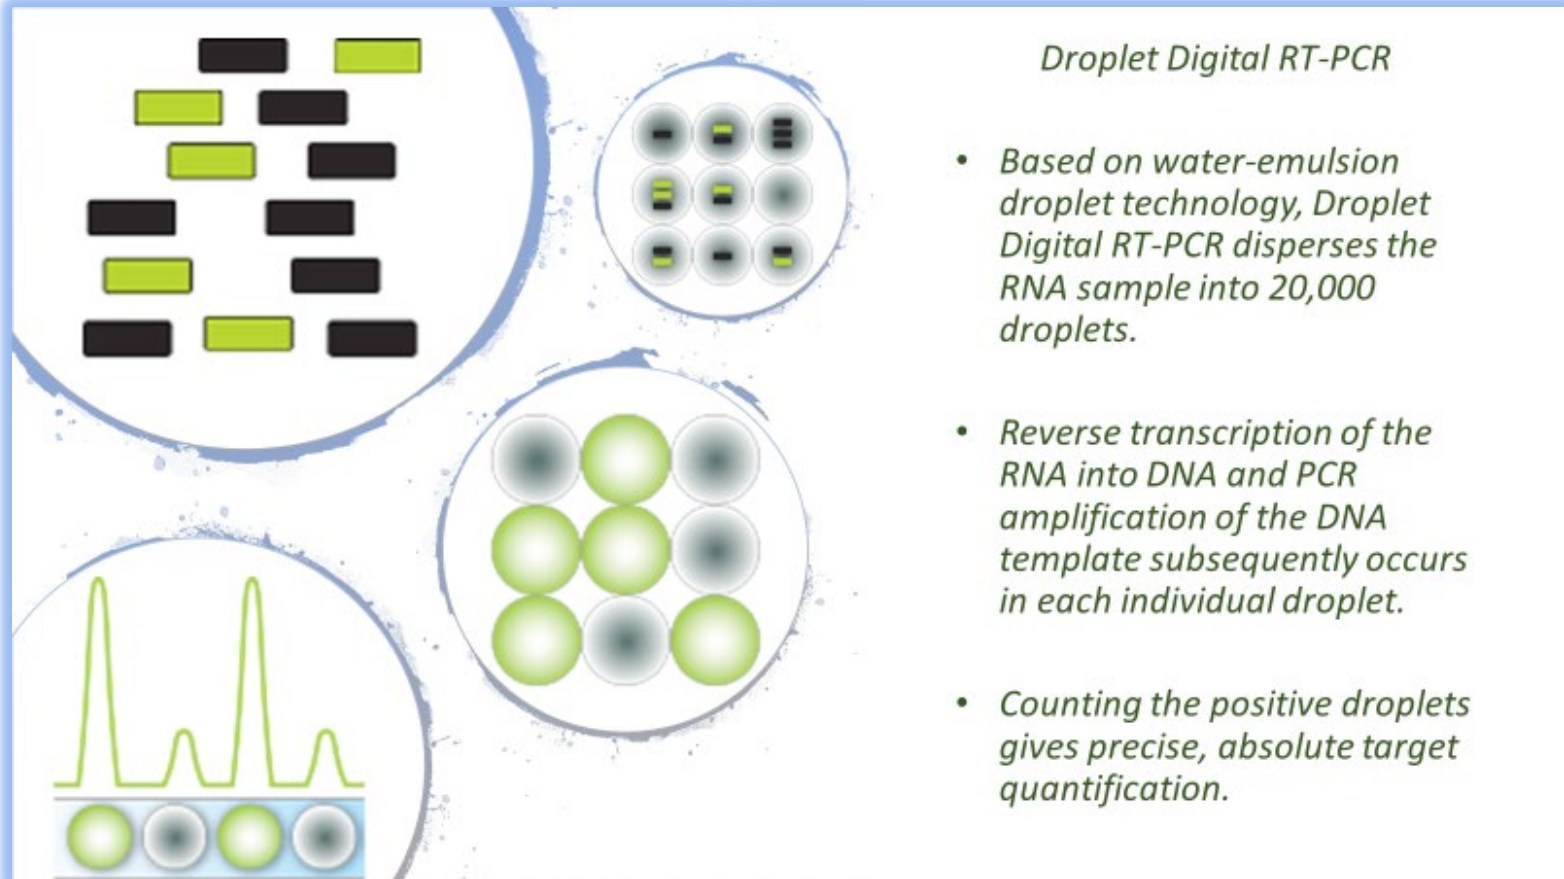 Droplet Digital RT-PCR
• Based on water-emulsion
droplet technology, Droplet
Digital RT-PCR disperses the
RNA sample into 20,000
droplets.
• Reverse transcription of the
RNA into DNA and PCR
amplification of the DNA
template subsequently occurs
in each individual droplet.
• Counting the positive droplets
gives precise, absolute target
quantification.